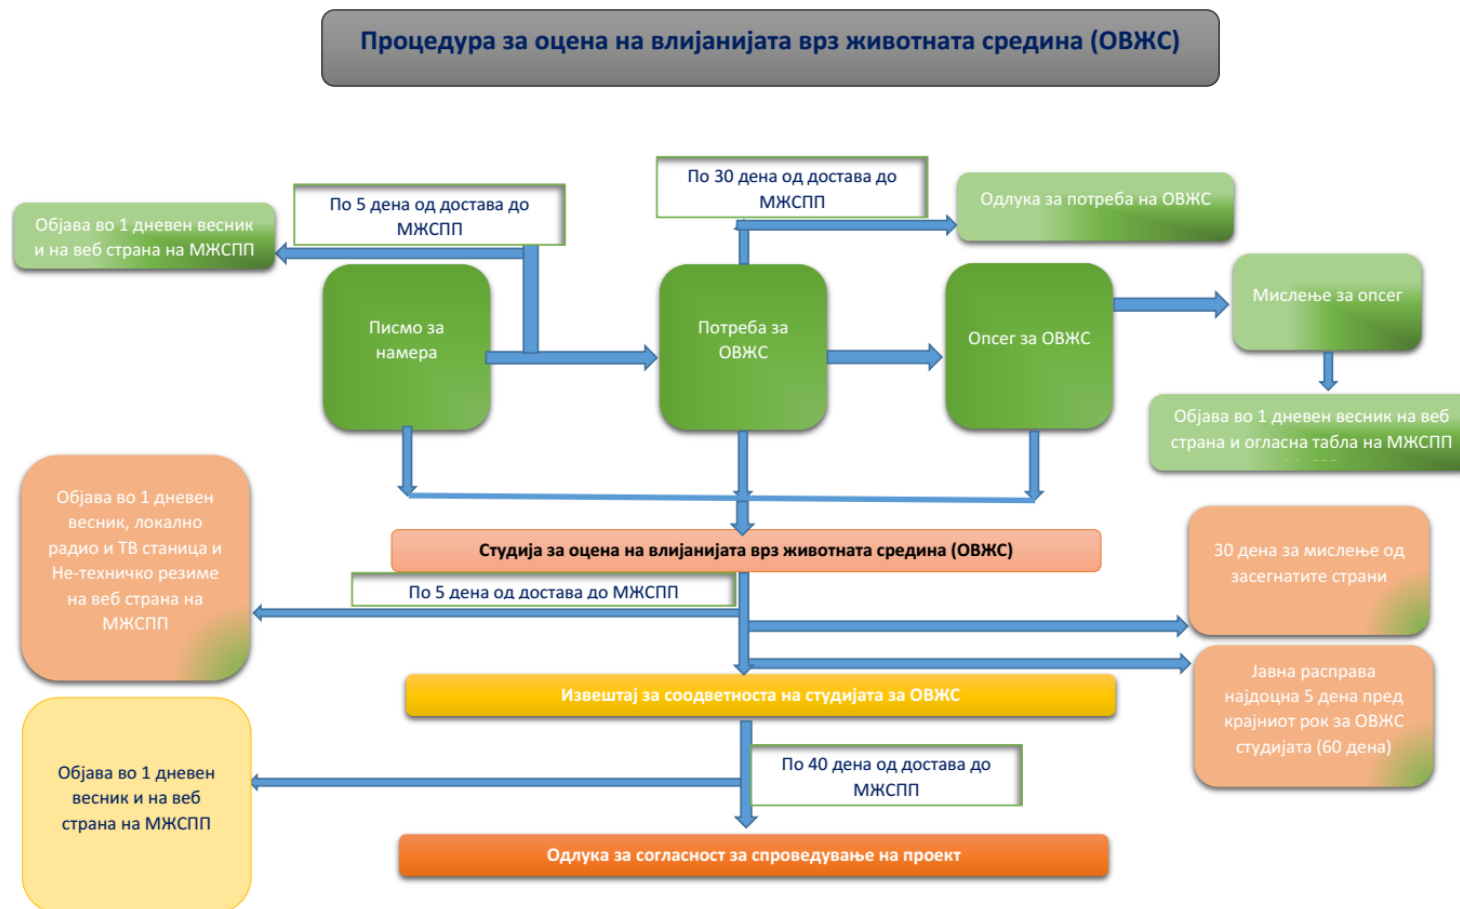 Процедура за оцена на влијанијата врз животната средина (ОВЖС)
По 30 дена од достава до
МЖСПП
По 5 дена од достава до
МЖСПП
Одлука за потреба на ОВЖС
Објава во 1 дневен весник
и на веб страна на МЖСПП
Писмо за
намера
Потреба за
ОВЖС
Опсег за ОВЖС
Мислење за опсег
Објава во 1 дневен весник на веб
страна и огласна табла на МЖСПП
Објава во 1 дневен
весник, локално
радио и ТВ станица и
Не-техничко резиме
на веб страна на
МЖСПП
Студија за оцена на влијанијата врз животната средина (ОВЖС)
30 дена за мислење од
засегнатите страни
По 5 дена од достава до МЖСПП
Јавна расправа
најдоцна 5 дена пред
крајниот рок за ОВЖС
студијата (60 дена)
Извештај за соодветноста на студијата за ОВЖС
По 40 дена од достава до
МЖСПП
Објава во 1 дневен
весник и на веб
страна на МЖСПП
Одлука за согласност за спроведување на проект